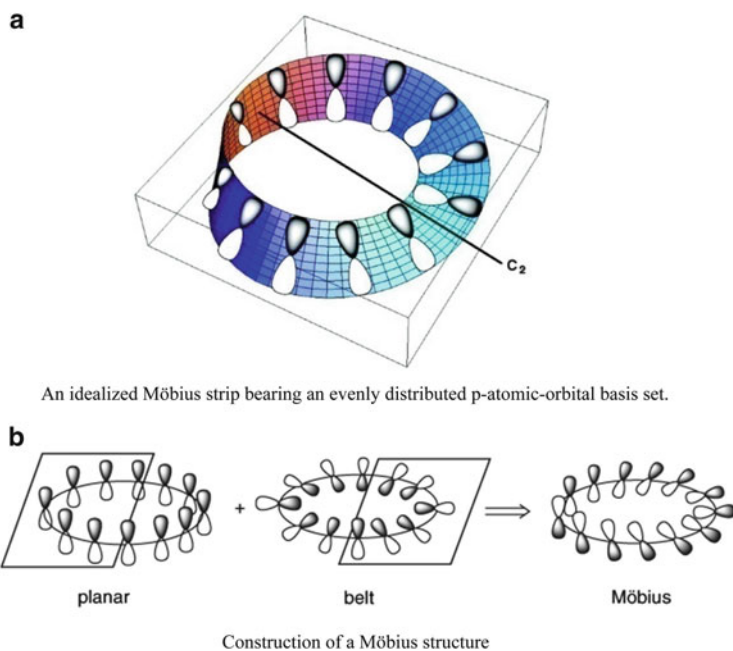 a
C₂
An idealized Möbius strip bearing an evenly distributed p-atomic-orbital basis set.
b
+
planar
belt
Möbius
Construction of a Möbius structure